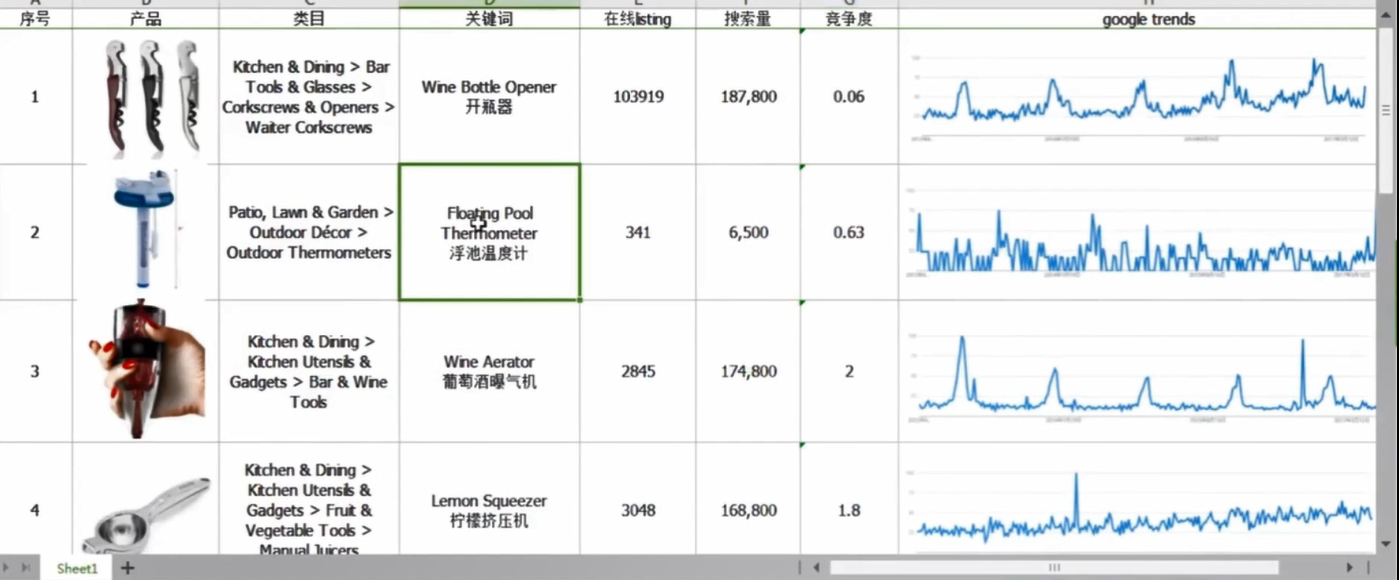 序号 产品 类目 关键词 在线listing 搜索量 竞争度 google trends
1
Kitchen & Dining > Bar
Tools & Glasses >
Corkscrews & Openers >
Waiter Corkscrews
Wine Bottle Opener
开瓶器
103919
187,800
0.06
2
Patio, Lawn & Garden >
Outdoor Décor >
Outdoor Thermometers
Floating Pool
Thermometer
浮池温度计
341
6,500
0.63
3
Kitchen & Dining >
Kitchen Utensils &
Gadgets > Bar & Wine
Tools
Wine Aerator
葡萄酒曝气机
2845
174,800
2
4
Kitchen & Dining >
Kitchen Utensils &
Gadgets > Fruit &
Vegetable Tools >
Manual Juicers
Lemon Squeezer
柠檬挤压机
3048
168,800
1.8
Sheet1